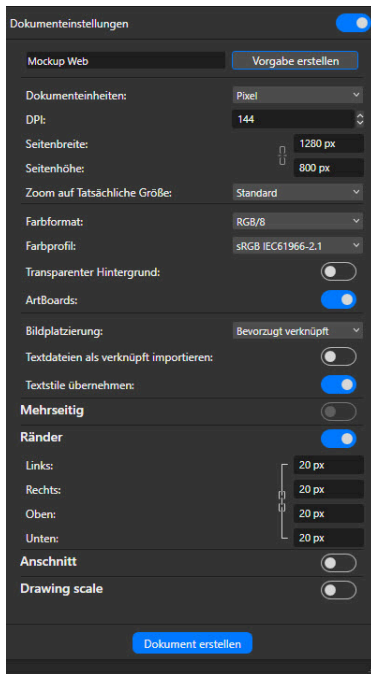 Dokumenteinstellungen
Mockup Web Vorgabe erstellen
Dokumenteinheiten: Pixel
DPI: 144
Seitenbreite: 1280 px
Seitenhöhe: 800 px
Zoom auf Tatsächliche Größe: Standard
Farbformat: RGB/8
Farbprofil: sRGB IEC61966-2.1
Transparenter Hintergrund:
ArtBoards:
Bildplatzierung: Bevorzugt verknüpft
Textdateien als verknüpft importieren:
Textstile übernehmen:
Mehrseitig
Ränder
Links: 20 px
Rechts: 20 px
Oben: 20 px
Unten: 20 px
Anschnitt
Drawing scale
Dokument erstellen